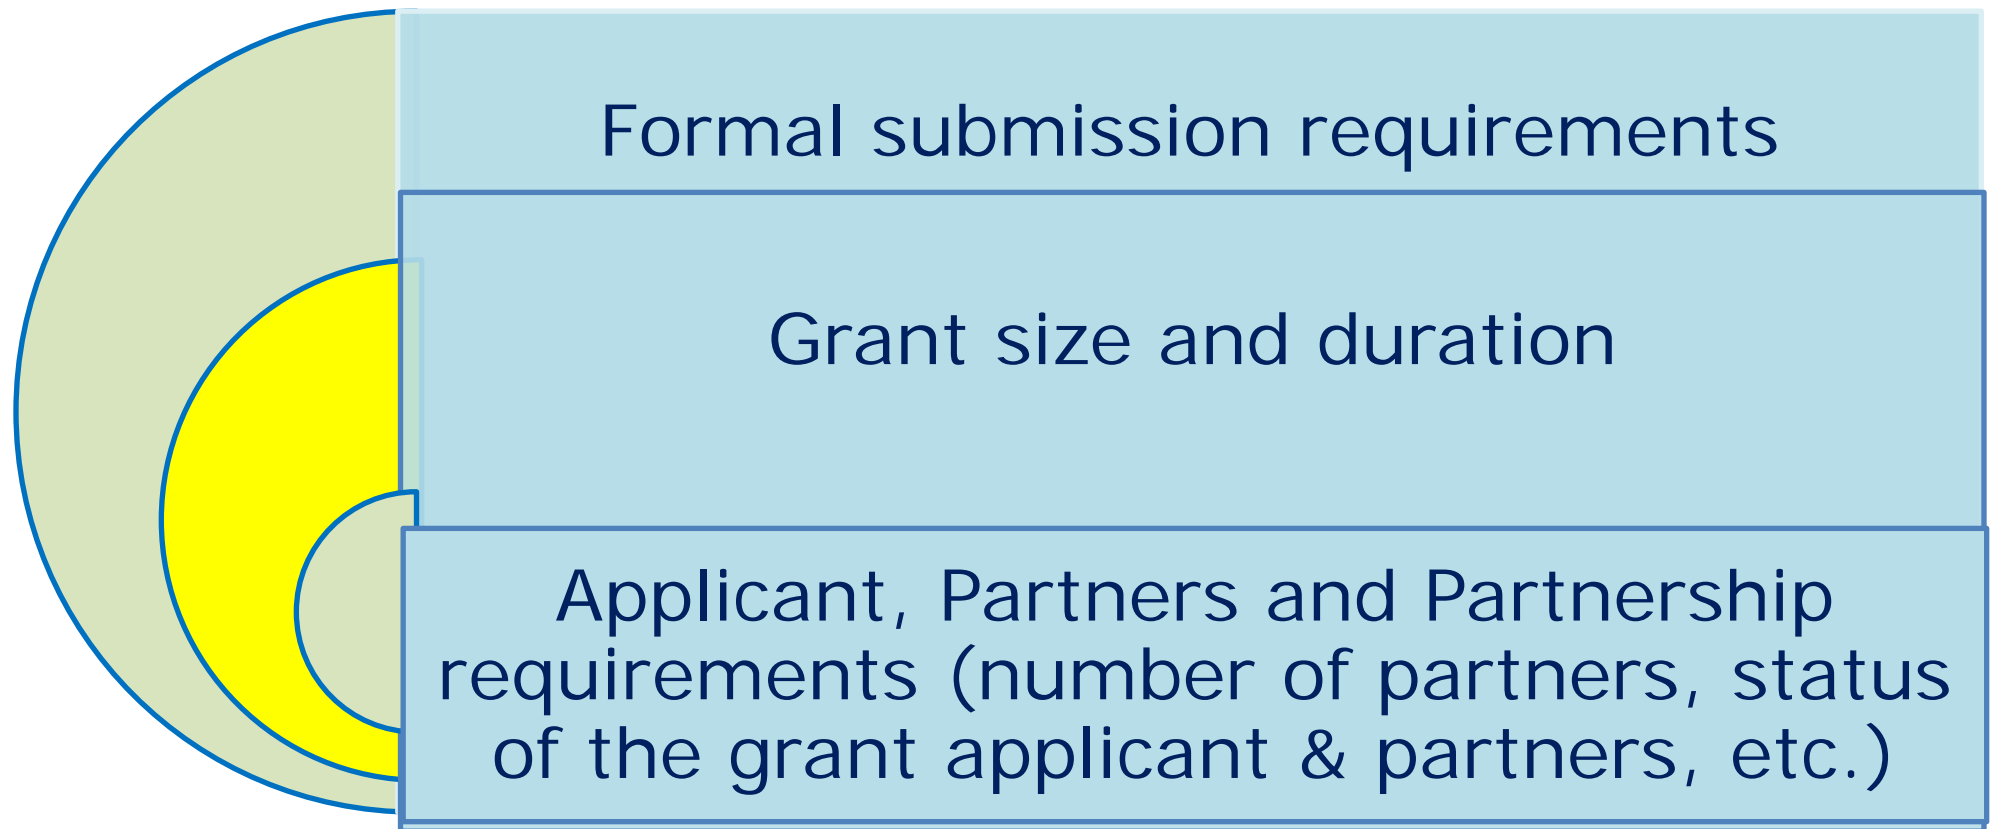 Formal submission requirements
Grant size and duration
Applicant, Partners and Partnership
requirements (number of partners, status
of the grant applicant & partners, etc.)